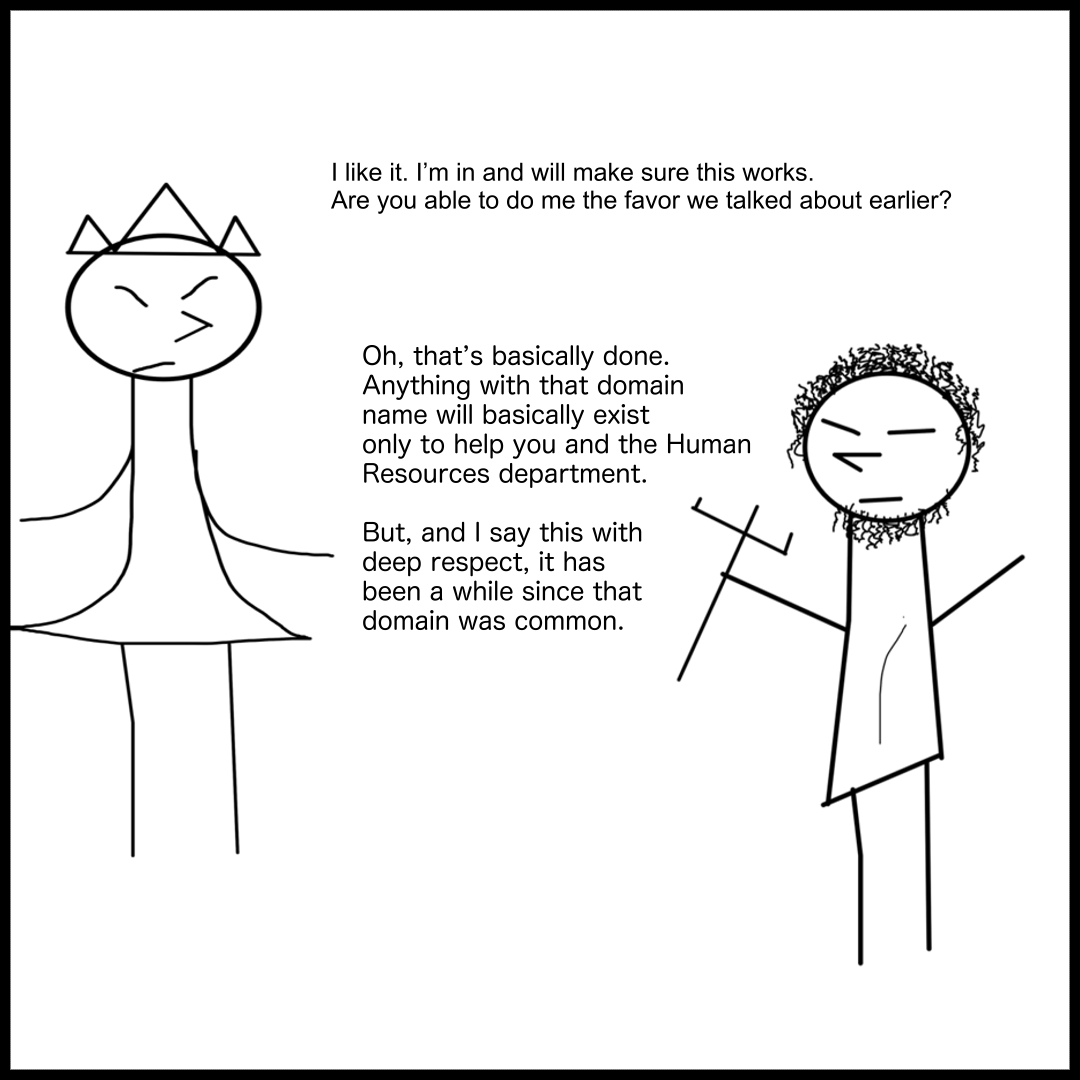 I like it. I’m in and will make sure this works.
Are you able to do me the favor we talked about earlier?
Oh, that’s basically done.
Anything with that domain
name will basically exist
only to help you and the Human
Resources department.
But, and I say this with
deep respect, it has
been a while since that
domain was common.